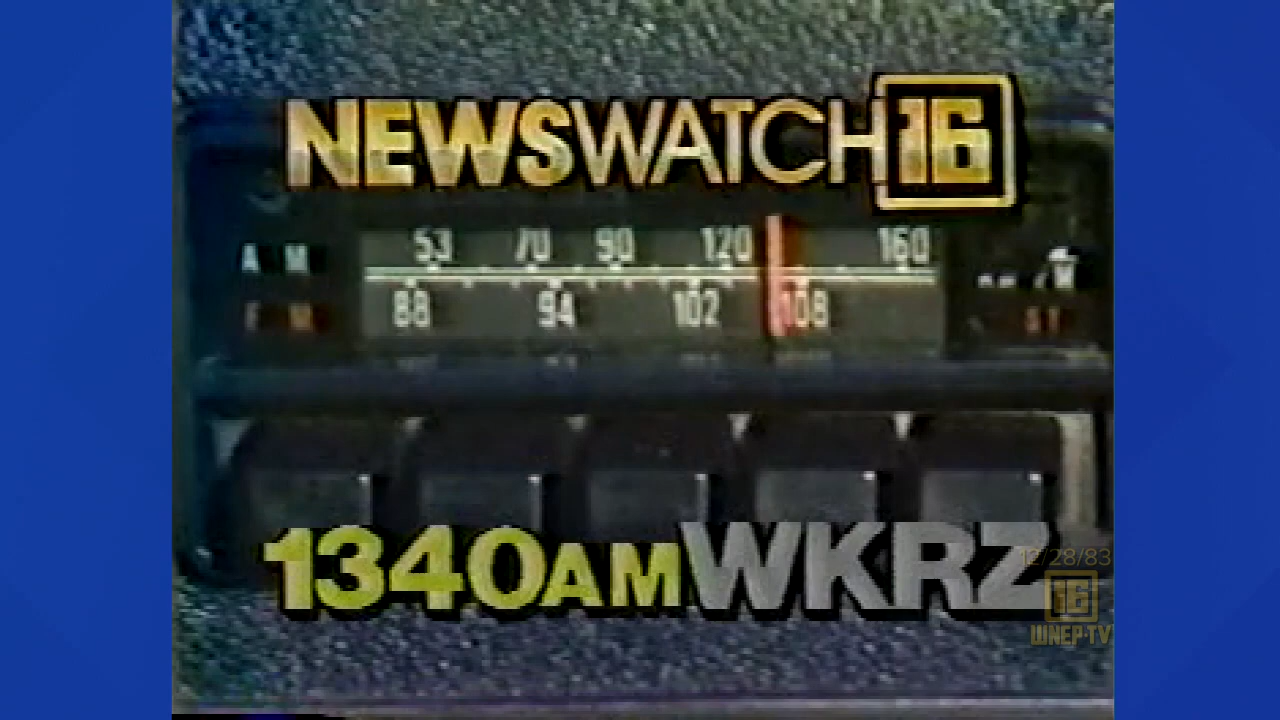 NEWSWATCH 16
AM 53 70 90 120 160
FM 88 94 102 108 ST
1340AM WKRZ
12/28/83
16
WNEP-TV